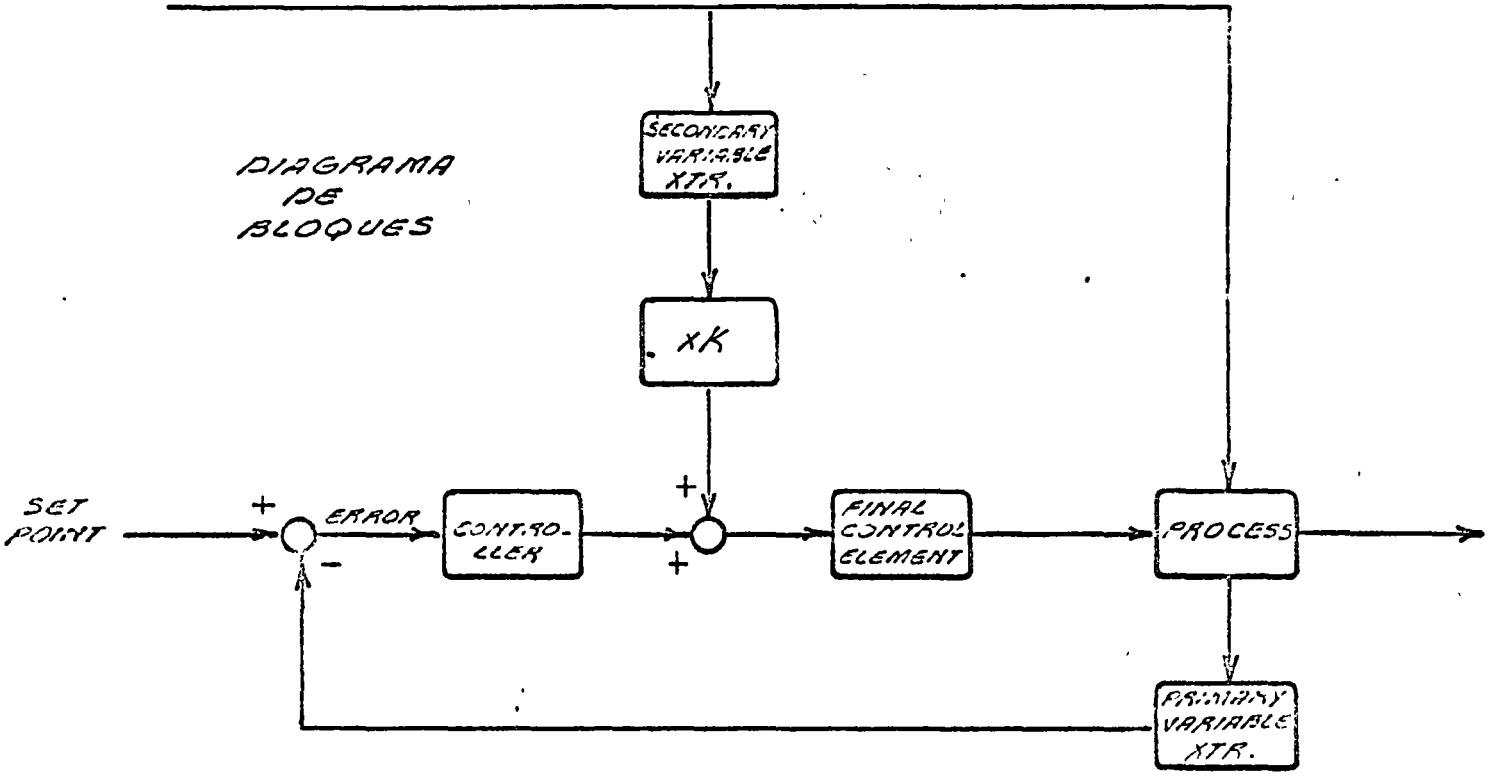 SECONDARY
VARIABLE
XTR.
DIAGRAMA
DE
BLOQUES
xK
SET
POINT
+
-
ERROR
CONTRO-
LLER
+
+
FINAL
CONTROL
ELEMENT
PROCESS
PRIMARY
VARIABLE
XTR.